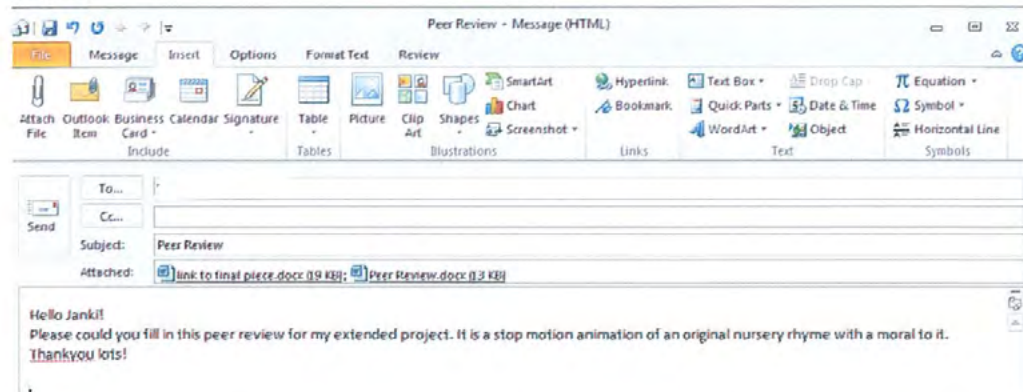 Peer Review - Message (HTML)
File Message Insert Options Format Text Review
Attach File Outlook Item Business Card Calendar Signature Table Picture Clip Art Shapes SmartArt Chart Screenshot Hyperlink Bookmark Text Box Quick Parts WordArt Drop Cap Date & Time Object π Equation Ω Symbol Horizontal Line
Include Tables Illustrations Links Text Symbols
To...
Cc...
Send
Subject: Peer Review
Attached: link to final piece.docx (19 KB); Peer Review.docx (13 KB)
Hello Janki!
Please could you fill in this peer review for my extended project. It is a stop motion animation of an original nursery rhyme with a moral to it.
Thankyou lots!